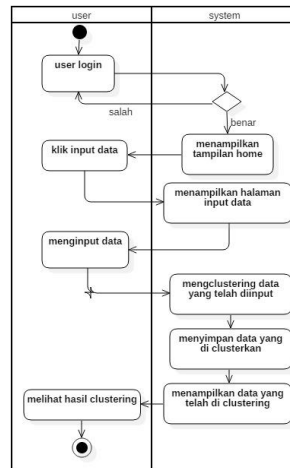 user
system
user login
salah
benar
menampilkan
tampilan home
klik input data
menampilkan halaman
input data
menginput data
mengclustering data
yang telah diinput
menyimpan data yang
di clusterkan
menampilkan data yang
telah di clustering
melihat hasil clustering